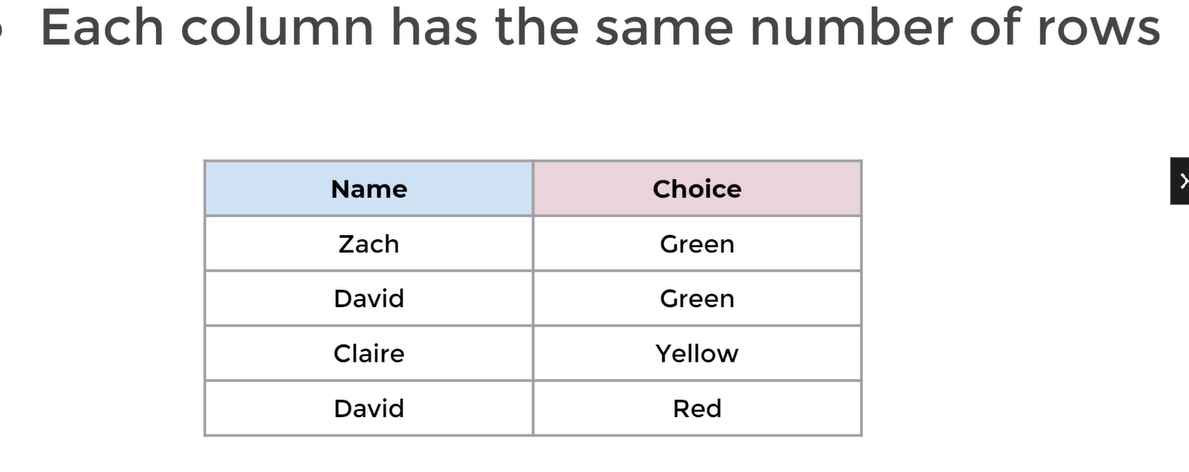 Each column has the same number of rows
Name Choice
Zach Green
David Green
Claire Yellow
David Red